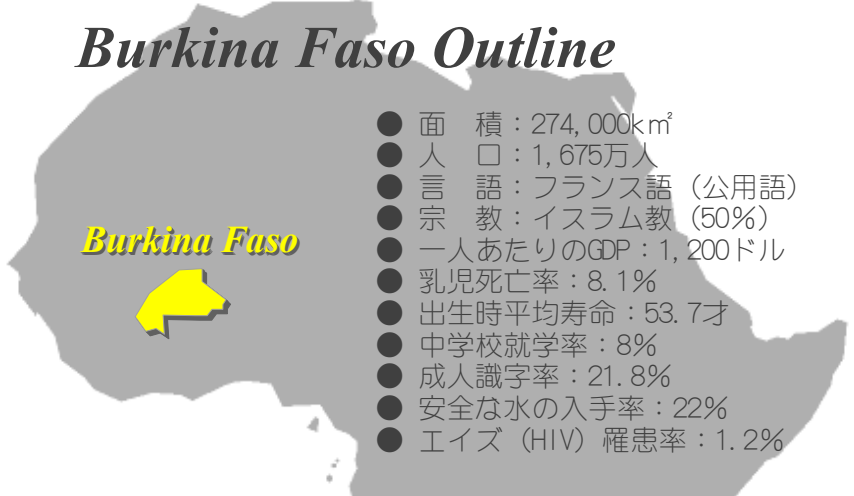 Burkina Faso Outline
● 面　積：274,000k㎡
● 人　口：1,675万人
● 言　語：フランス語（公用語）
● 宗　教：イスラム教（50％）
● 一人あたりのGDP：1,200ドル
● 乳児死亡率：8.1％
● 出生時平均寿命：53.7才
● 中学校就学率：8％
● 成人識字率：21.8％
● 安全な水の入手率：22％
● エイズ（HIV）罹患率：1.2％
Burkina Faso